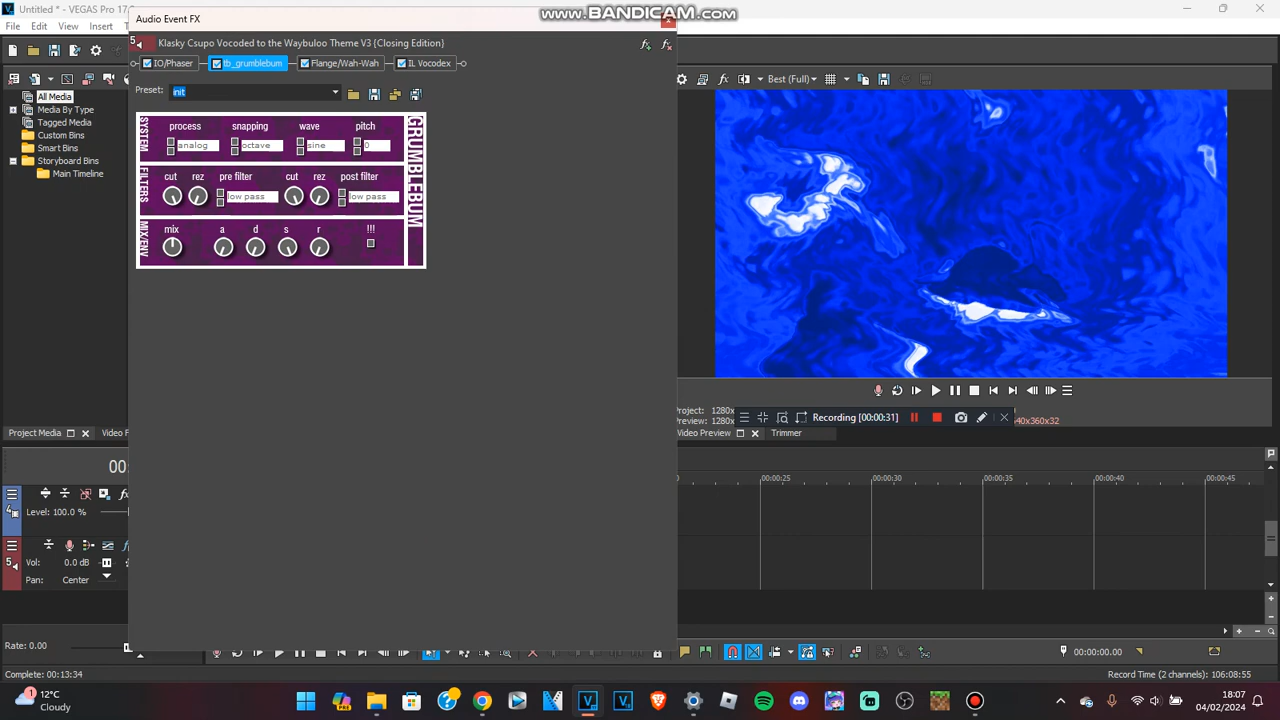 Untitled * - VEGAS Pro 17.0
Audio Event FX
www.BANDICAM.com
File Edit View Insert
Klasky Csupo Vocoded to the Waybuloo Theme V3 {Closing Edition}
IO/Phaser tb_grumblebum Flange/Wah-Wah IL Vocodex
Best (Full)
Preset: init
All Media
Media By Type
Tagged Media
Custom Bins
Smart Bins
Storyboard Bins
Main Timeline
SYSTEM process snapping wave pitch
analog octave sine 0
FILTERS cut rez pre filter cut rez post filter
low pass low pass
MIX/ENV mix a d s r !!!
GRUMBLEBUM
Project: 1280x
Preview: 1280x
Recording [00:00:31]
40x360x32
Project Media Video F
Video Preview Trimmer
00:
00:00:25 00:00:30 00:00:35 00:00:40 00:00:45
4
Level: 100.0 %
5
Vol: 0.0 dB
Pan: Center
Rate: 0.00
00:00:00.00
Complete: 00:13:34
Record Time (2 channels): 106:08:55
1
12°C
Cloudy
18:07
04/02/2024